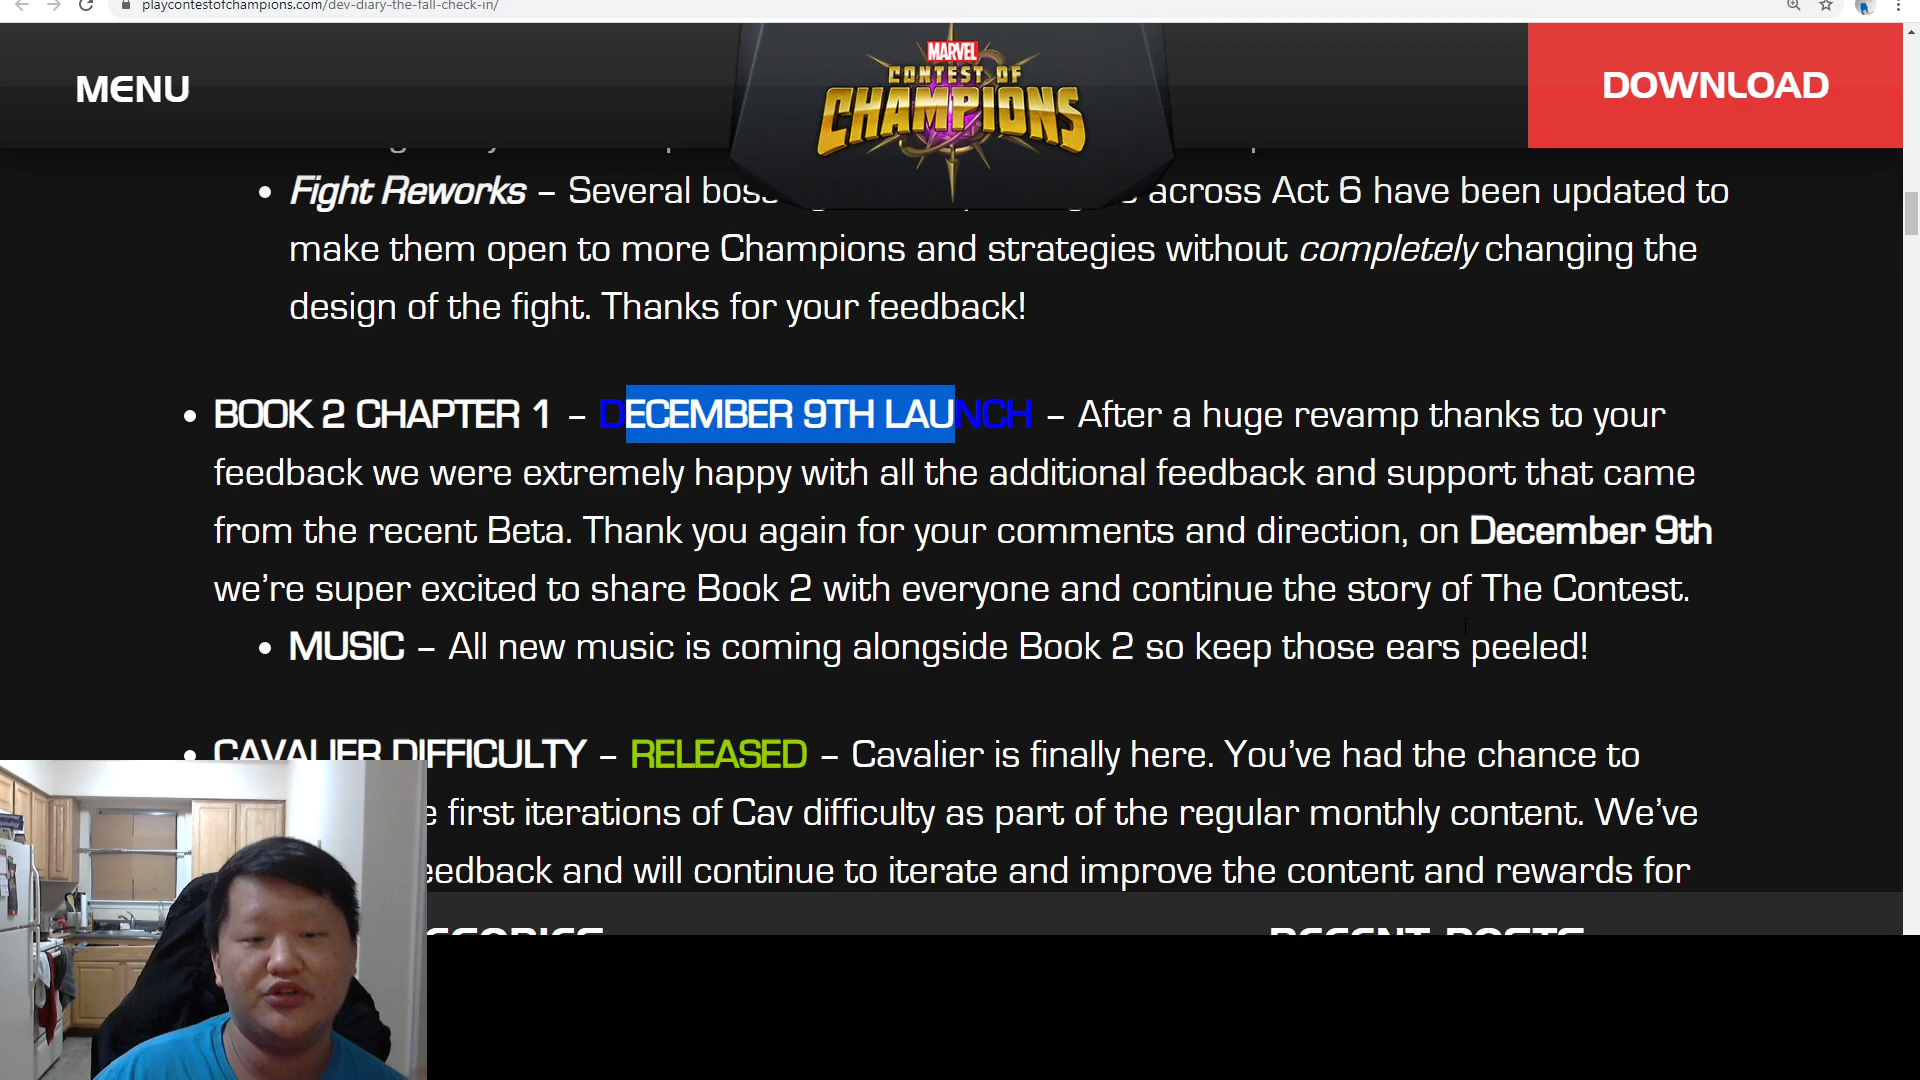 playcontestofchampions.com/dev-diary-the-fall-check-in/
MENU
MARVEL
CONTEST OF
CHAMPIONS
DOWNLOAD
Fight Reworks – Several bos across Act 6 have been updated to
make them open to more Champions and strategies without completely changing the
design of the fight. Thanks for your feedback!
BOOK 2 CHAPTER 1 – DECEMBER 9TH LAUNCH – After a huge revamp thanks to your
feedback we were extremely happy with all the additional feedback and support that came
from the recent Beta. Thank you again for your comments and direction, on December 9th
we're super excited to share Book 2 with everyone and continue the story of The Contest.
MUSIC – All new music is coming alongside Book 2 so keep those ears peeled!
CAVALIER DIFFICULTY – RELEASED – Cavalier is finally here. You've had the chance to
e first iterations of Cav difficulty as part of the regular monthly content. We've
eedback and will continue to iterate and improve the content and rewards for
RECENT POSTS